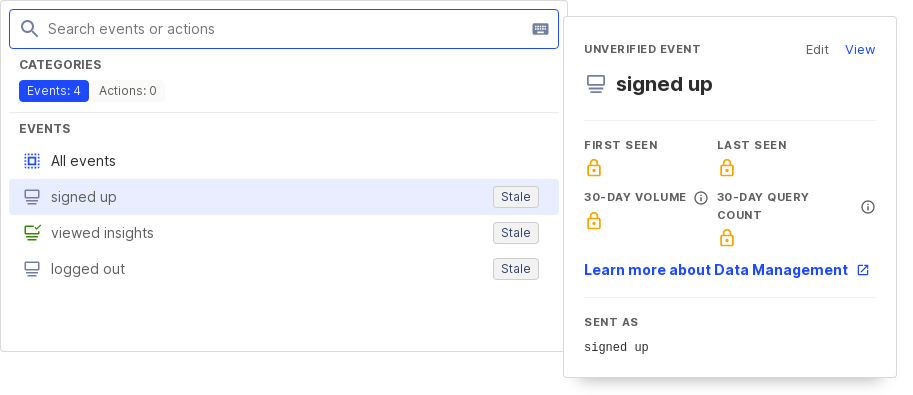 Search events or actions
CATEGORIES
Events: 4 Actions: 0
EVENTS
All events
signed up Stale
viewed insights Stale
logged out Stale
UNVERIFIED EVENT Edit View
signed up
FIRST SEEN LAST SEEN
30-DAY VOLUME 30-DAY QUERY
COUNT
Learn more about Data Management
SENT AS
signed up